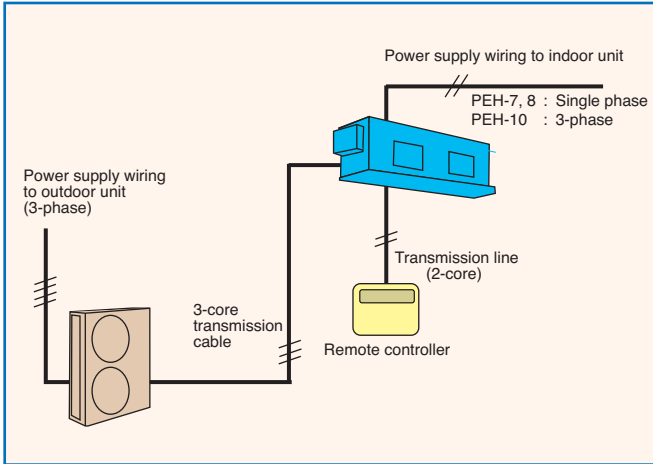 Power supply wiring to indoor unit
PEH-7, 8 : Single phase
PEH-10 : 3-phase
Power supply wiring
to outdoor unit
(3-phase)
Transmission line
(2-core)
3-core
transmission
cable
Remote controller